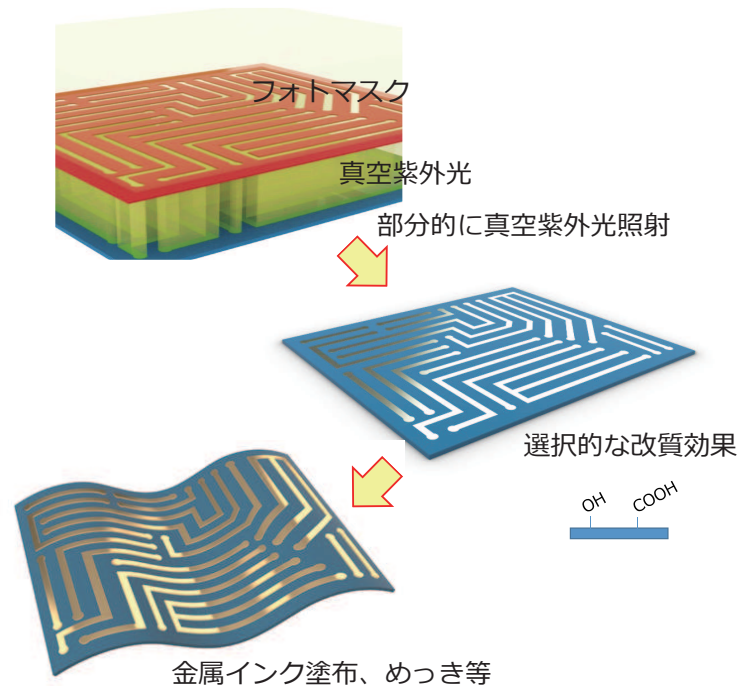 フォトマスク
真空紫外光
部分的に真空紫外光照射
選択的な改質効果
OH
COOH
金属インク塗布、めっき等